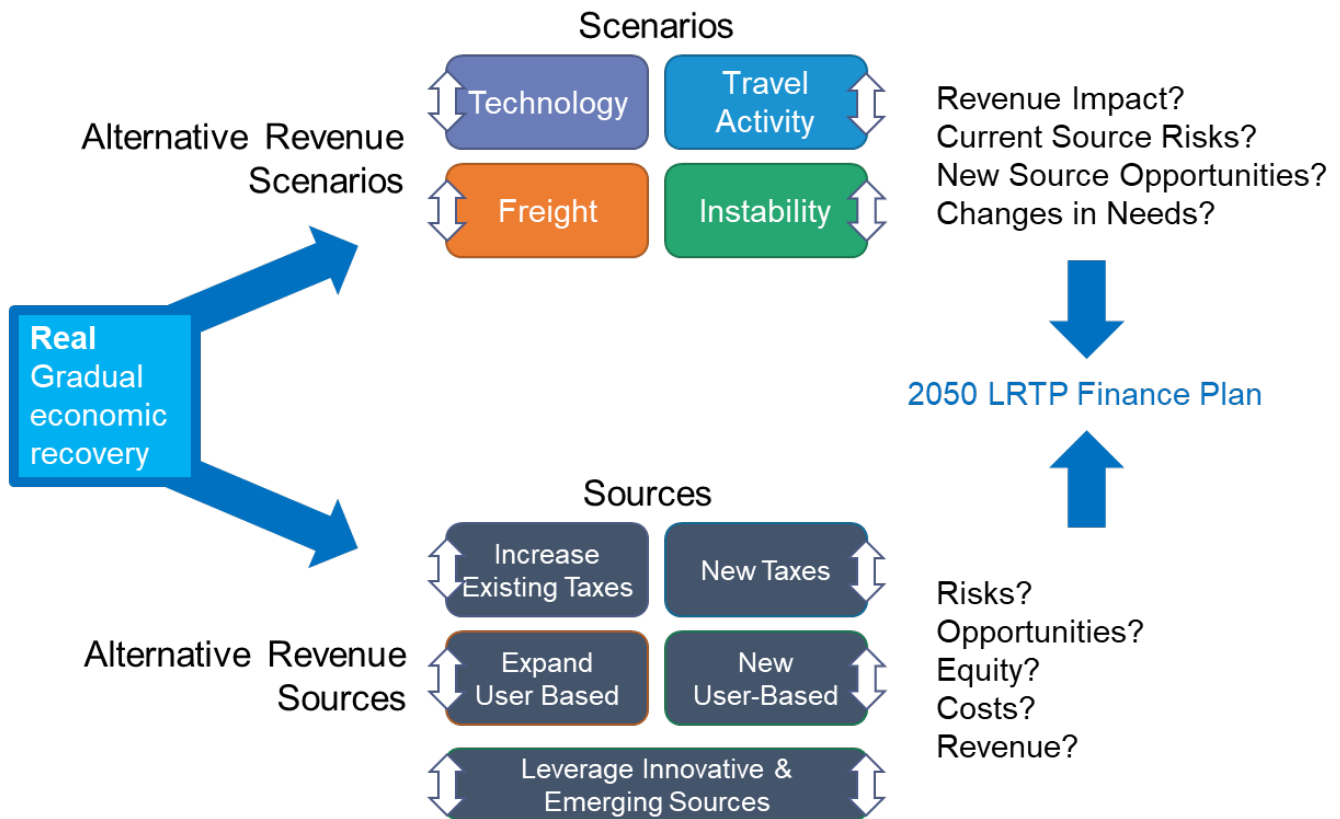 Scenarios
Technology
Travel
Activity
Freight
Instability
Alternative Revenue
Scenarios
Revenue Impact?
Current Source Risks?
New Source Opportunities?
Changes in Needs?
Real
Gradual
economic
recovery
2050 LRTP Finance Plan
Sources
Increase
Existing Taxes
New Taxes
Expand
User Based
New
User-Based
Leverage Innovative &
Emerging Sources
Alternative Revenue
Sources
Risks?
Opportunities?
Equity?
Costs?
Revenue?